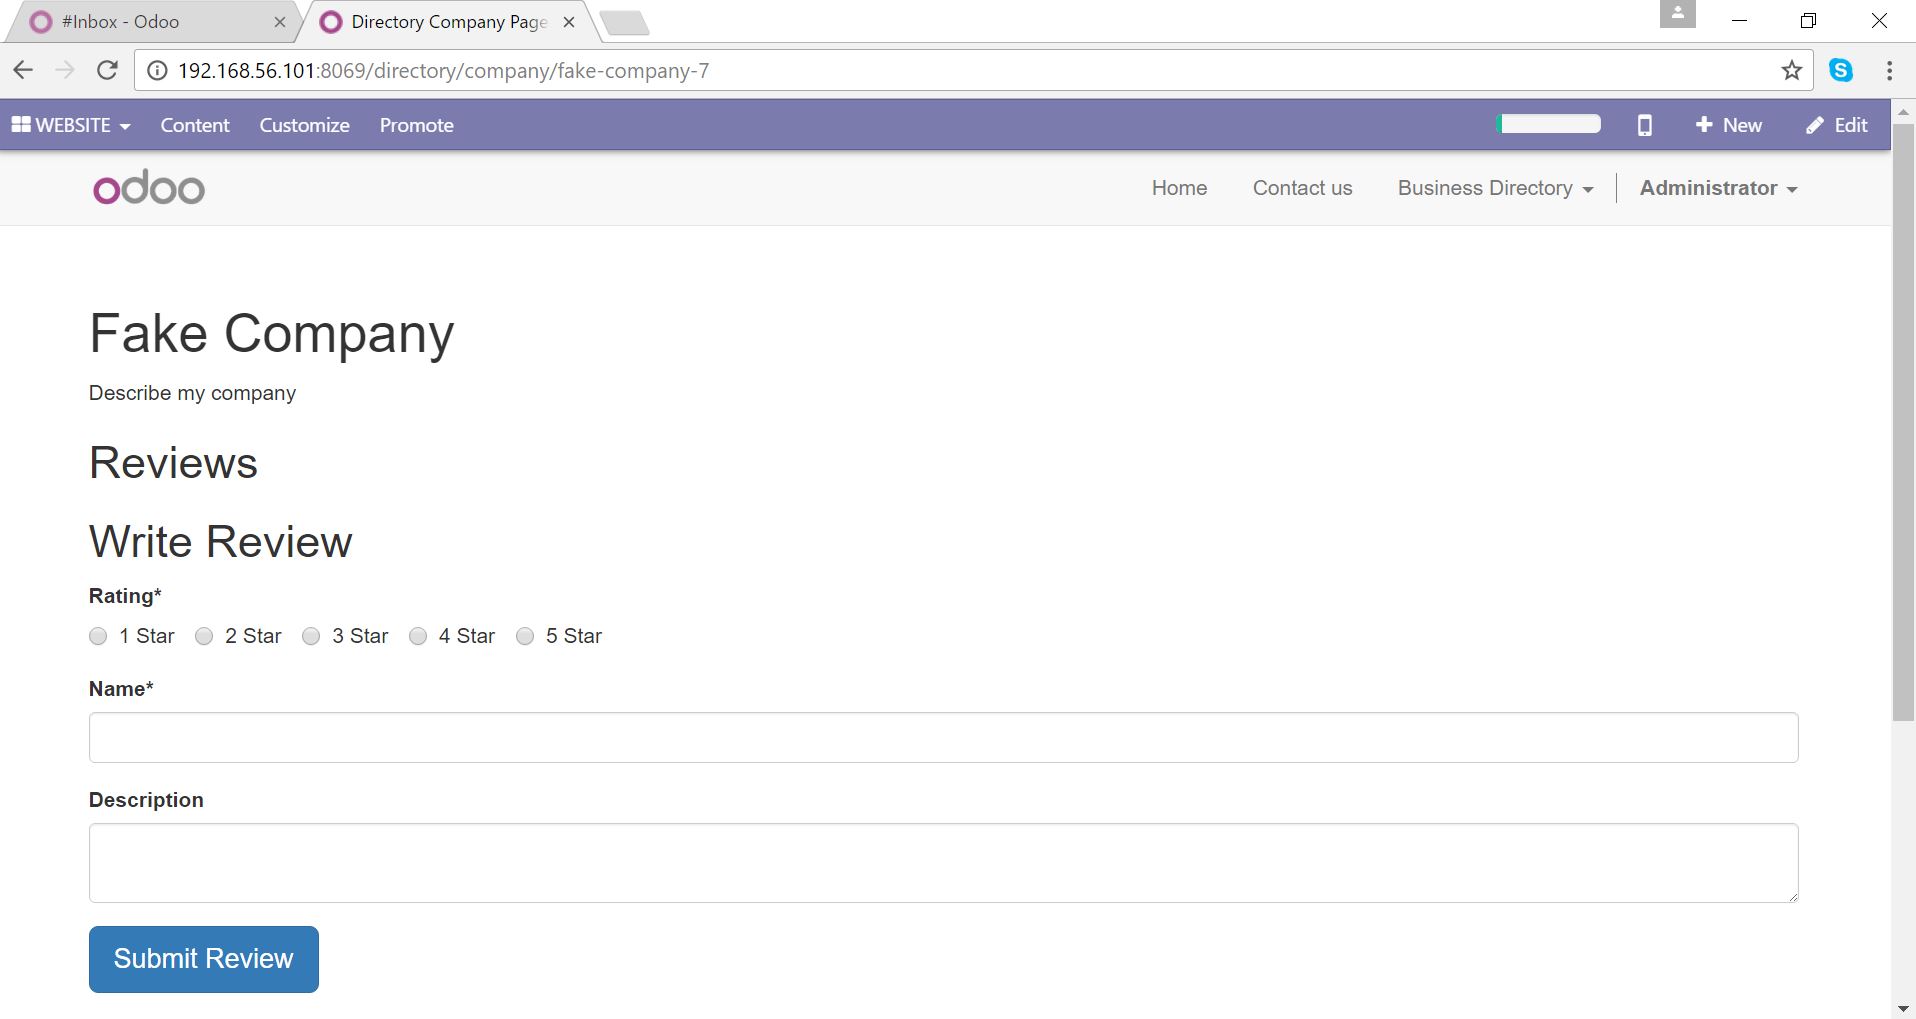 #Inbox - Odoo
Directory Company Page
192.168.56.101:8069/directory/company/fake-company-7
WEBSITE Content Customize Promote New Edit
odoo Home Contact us Business Directory Administrator
Fake Company
Describe my company
Reviews
Write Review
Rating*
1 Star 2 Star 3 Star 4 Star 5 Star
Name*
Description
Submit Review